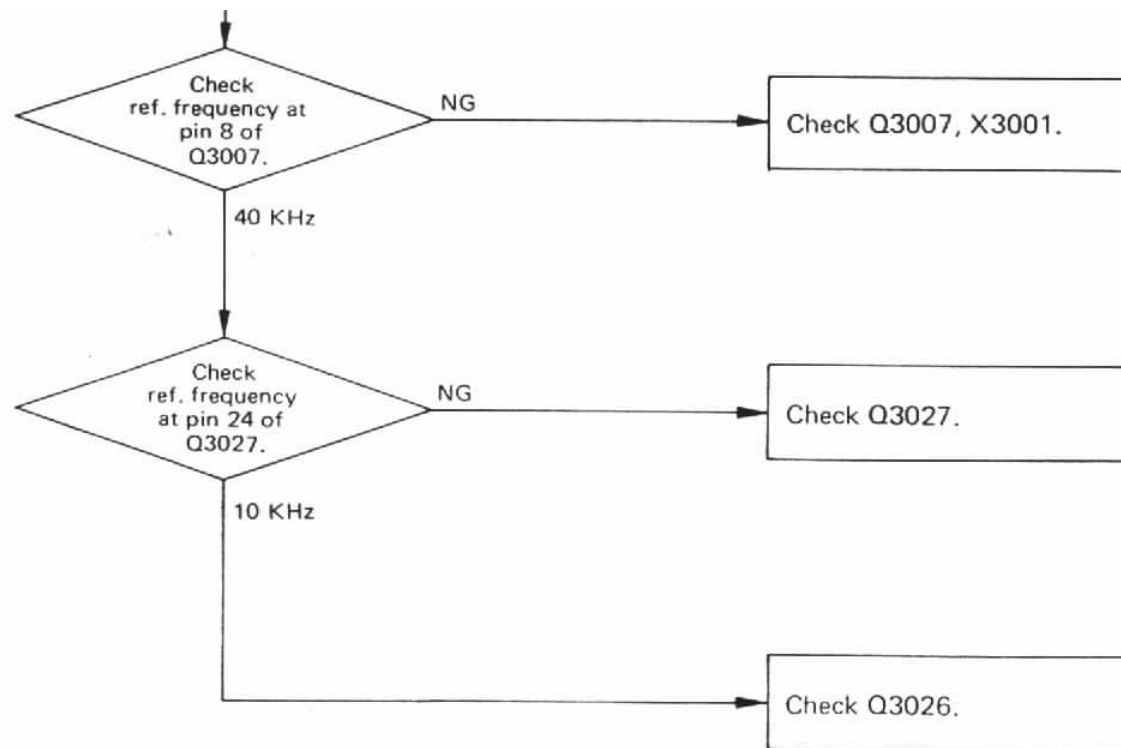 Check
ref. frequency at
pin 8 of
Q3007.
NG
Check Q3007, X3001.
40 KHz
Check
ref. frequency
at pin 24 of
Q3027.
NG
Check Q3027.
10 KHz
Check Q3026.